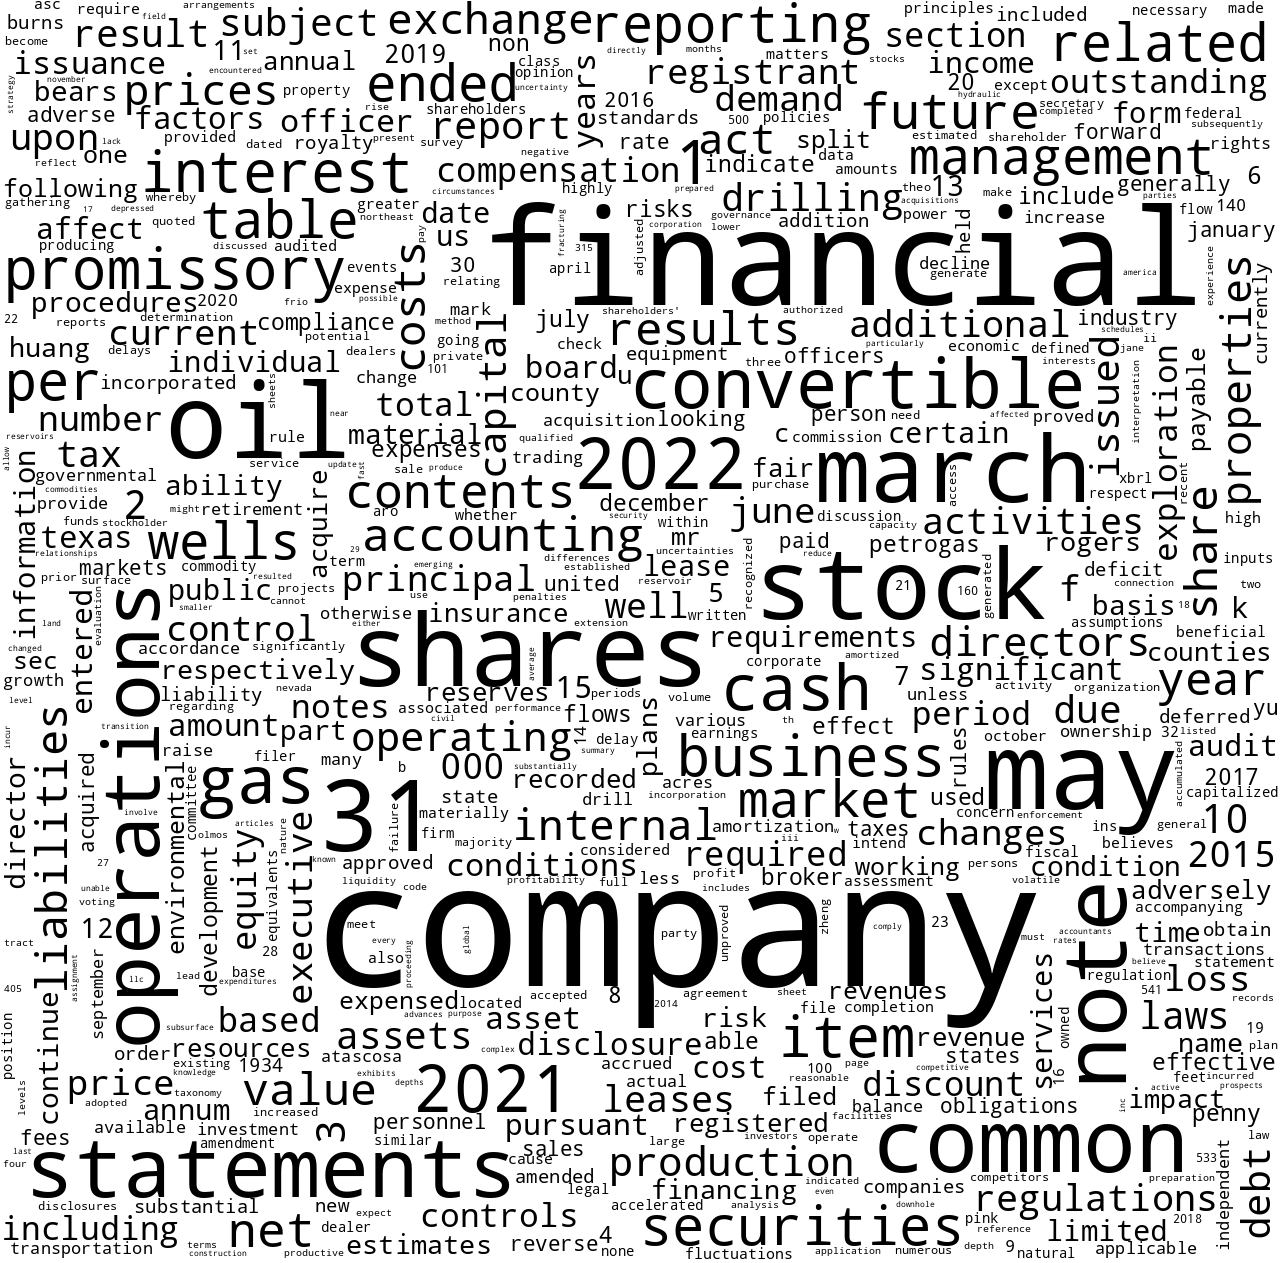 asc require arrangements
become field
result 11 set annual
subject 2019
exchange non
reporting
principles included necessary made
section
related
issuance november encountered
bears prices property
ended class opinion uncertainty
years directly months matters stocks
registrant
income 20 except hydraulic outstanding
strategy adverse factors officer rise shareholders
report
2016 standards 500 policies demand
future secretary completed form federal subsequently
upon lack provided dated royalty present survey
rate act split
estimated shareholder forward rights
reflect one interest
negative compensation 1 indicate data amounts
management
following whereby circumstances highly prepared
drilling theo 13 make include generally parties 6
gathering 17 depressed quoted table greater northeast date
risks governance lower addition power acquisitions held increase flow 140
affect
producing discussed audited pay us fracturing 315 adjusted corporation
financial
january
promissory events expense possible costs 30 relating april
decline generate america experience
procedures 2020 frio
22 reports determination current potential compliance
mark method going july shareholders' authorized
results particularly additional industry schedules ii
properties currently
huang delays individual dealers private check
board equipment three officers economic defined interests jane
per incorporated sheets change 101 capital county u
convertible issued interpretation exploration payable
number oil near total acquisition looking person need affected proved
reservoirs rule material
tax service update expenses qualified trading 2022 c commission certain
allow governmental fast sale produce
fair purchase march access respect xbrl recent
commodities provide 2 ability acquire contents december security
information funds stockholder might retirement aro whether within june discussion capacity activities share high
texas wells accounting mr uncertainties recognized paid petrogas rogers
relationships markets commodity 29 term emerging differences established lease reduce inputs
prior surface public resulted projects principal united reservoir
stock 21 160 generated f deficit connection two
evaluation smaller cannot use penalties well 5 written basis 18 k
land control otherwise either insurance extension
changed accordance significantly shares average requirements directors assumptions beneficial counties
sec entered respectively corporate amortized significant
growth operations liability nevada reserves 15 periods volume cash 7 activity organization year
level regarding notes associated performance unless
incur transition amount part civil flows plans various th effect period due deferred yu
director liabilities acquired raise operating 14 delay earnings october ownership 32 listed
environmental filer many summary rules audit
gas b 000 substantially recorded acres business accumulated
committee state drill incorporation market used may 2017 capitalized
involve 31 failure materially concern enforcement
olmos articles nature firm internal amortization w taxes changes ins general 10
majority iii intend fiscal believes
27 equity known approved conditions considered required profit working persons condition 2015
unable development liquidity code profitability full less broker assessment volatile adversely
voting equivalents executive includes accompanying
12 meet company party unproved zheng comply 23 note time obtain
tract 28 every also proceeding global must accountants rates transactions
continue base llc lead expenditures believe statement
405 assignment september services regulation loss
position expensed located accepted 8 2014 agreement sheet revenues 541 records
subsurface based advances purpose risk file completion owned laws 19
order resources assets asset item revenue name plan
existing 1934 atascosa complex disclosure able states effective
knowledge exhibits accrued cost 100 page competitive feet incurred
price taxonomy value depths 2021 actual reasonable discount 16 active prospects
levels adopted annum increased leases filed facilities balance obligations inc impact penny
available investment 3 personnel pursuant registered
fees amendment similar large investors operate common law
last statements sales
four cause amended production indicated even companies competitors 533 preparation debt
disclosures substantial new expect legal financing accelerated analysis downhole regulations independent
including net dealer controls reverse 4 securities pink reference limited 2018
transportation terms construction productive estimates none fluctuations application numerous depth 9 natural applicable